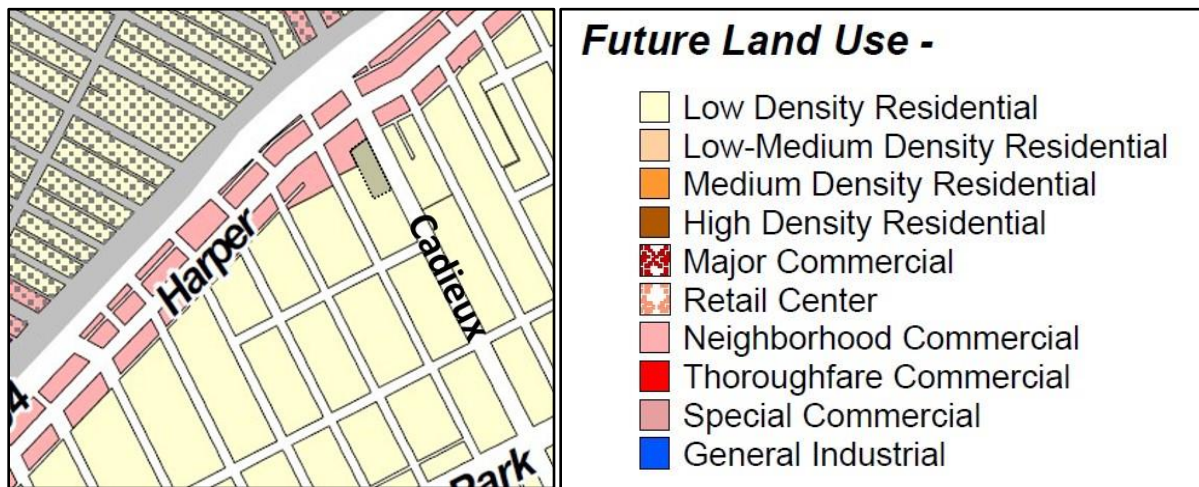 Harper
Cadieux
Park
Future Land Use -
Low Density Residential
Low-Medium Density Residential
Medium Density Residential
High Density Residential
Major Commercial
Retail Center
Neighborhood Commercial
Thoroughfare Commercial
Special Commercial
General Industrial